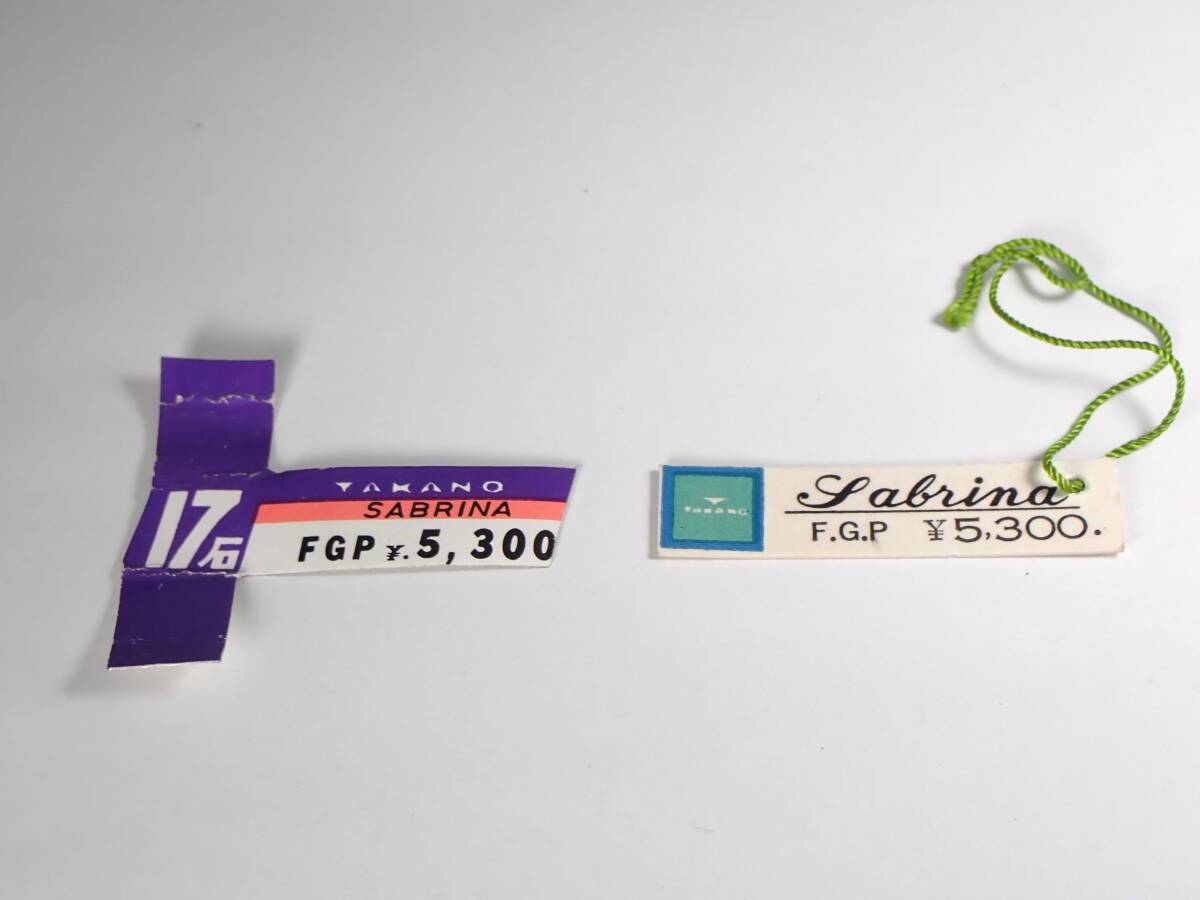 TAKANO
SABRINA
17石
FGP ¥. 5,300
TAKANO
Sabrina
F.G.P ¥5,300.